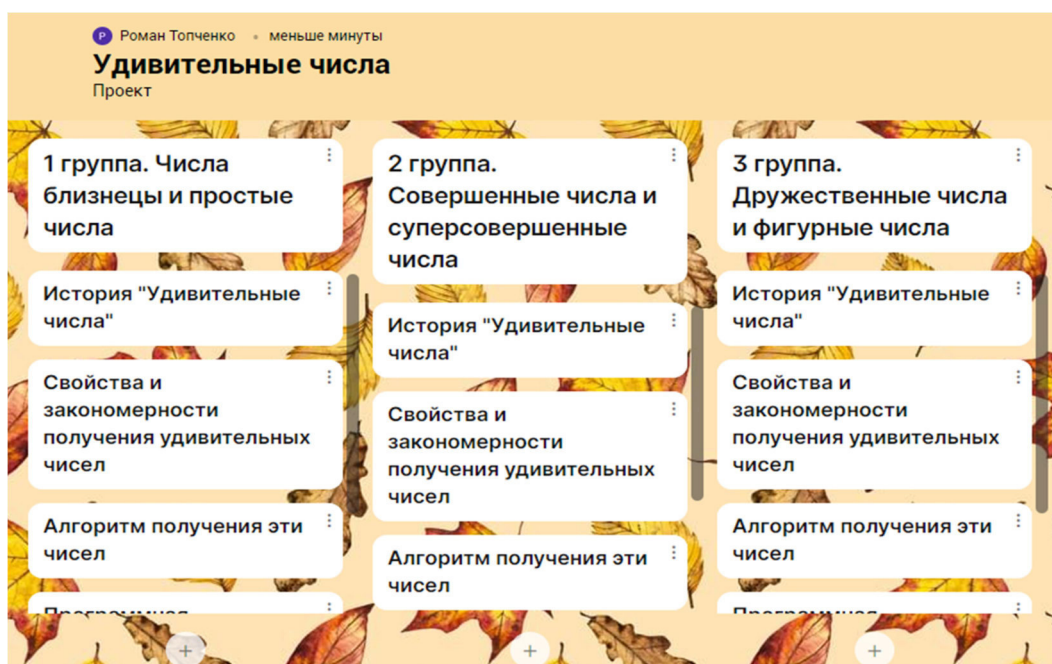 Р Роман Топченко • меньше минуты
Удивительные числа
Проект
1 группа. Числа
близнецы и простые
числа
История "Удивительные
числа"
Свойства и
закономерности
получения удивительных
чисел
Алгоритм получения эти
чисел
2 группа.
Совершенные числа и
суперсовершенные
числа
История "Удивительные
числа"
Свойства и
закономерности
получения удивительных
чисел
Алгоритм получения эти
чисел
3 группа.
Дружественные числа
и фигурные числа
История "Удивительные
числа"
Свойства и
закономерности
получения удивительных
чисел
Алгоритм получения эти
чисел